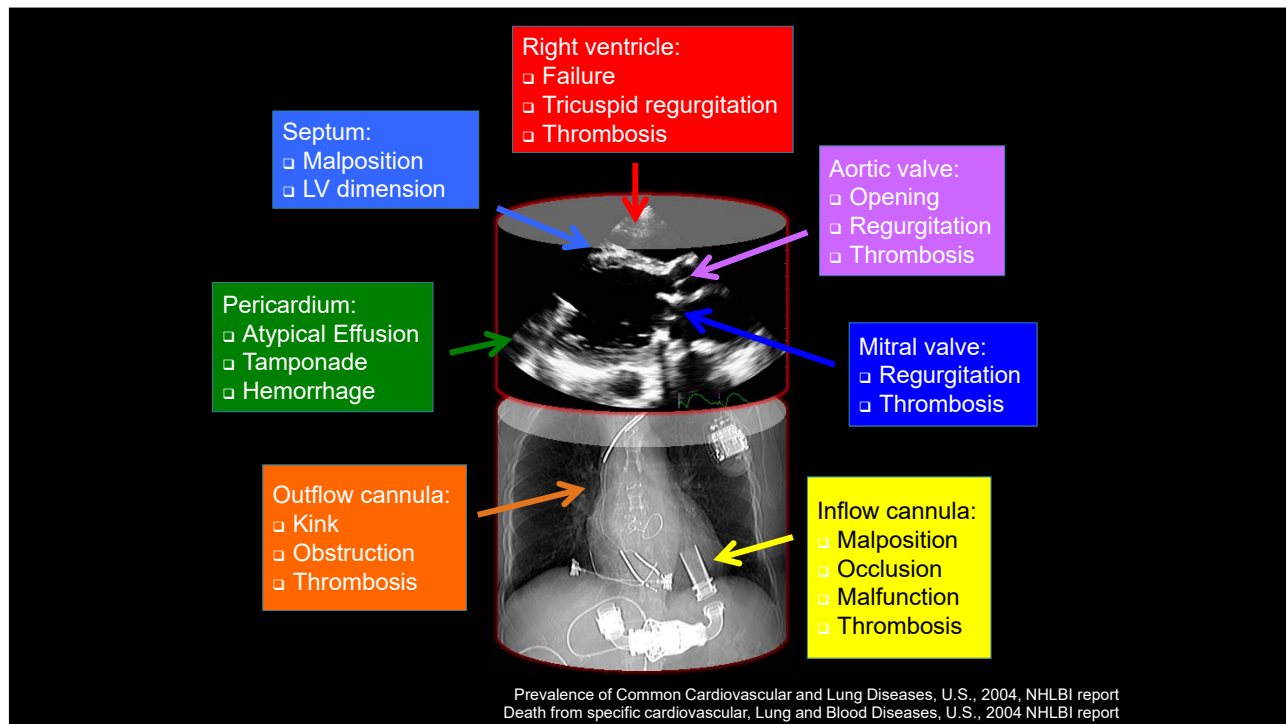 Right ventricle:
❑ Failure
❑ Tricuspid regurgitation
❑ Thrombosis
Septum:
❑ Malposition
❑ LV dimension
Aortic valve:
❑ Opening
❑ Regurgitation
❑ Thrombosis
Pericardium:
❑ Atypical Effusion
❑ Tamponade
❑ Hemorrhage
Mitral valve:
❑ Regurgitation
❑ Thrombosis
Outflow cannula:
❑ Kink
❑ Obstruction
❑ Thrombosis
Inflow cannula:
❑ Malposition
❑ Occlusion
❑ Malfunction
❑ Thrombosis
Prevalence of Common Cardiovascular and Lung Diseases, U.S., 2004, NHLBI report
Death from specific cardiovascular, Lung and Blood Diseases, U.S., 2004 NHLBI report